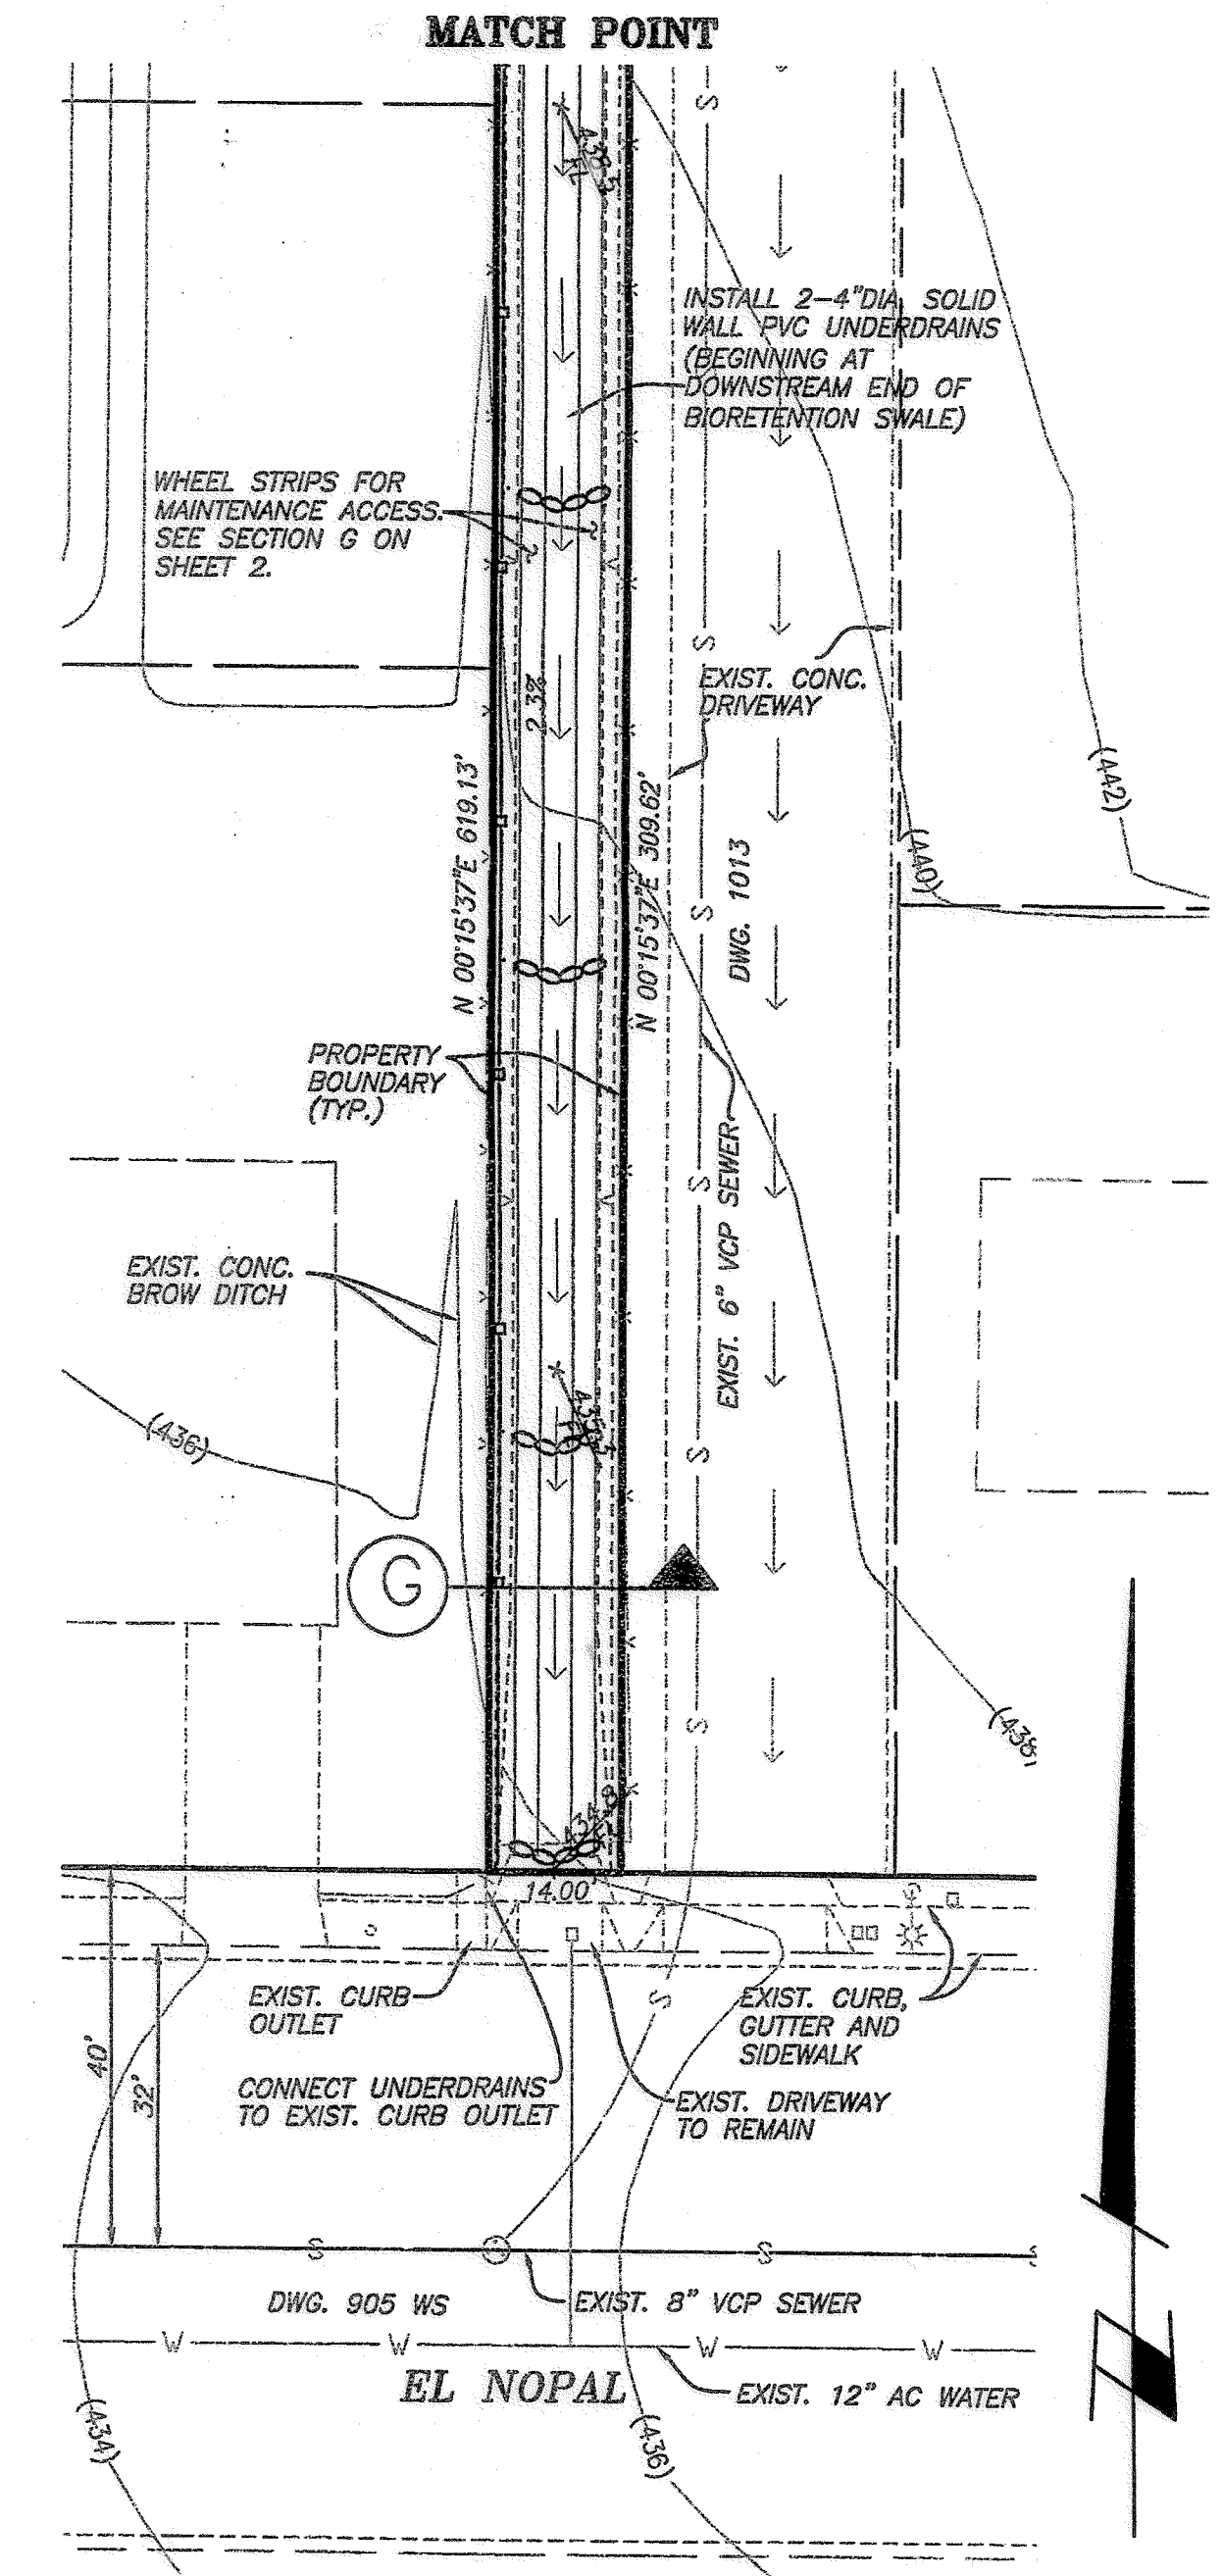 MATCH POINT
S
438.5
FL
INSTALL 2-4"DIA. SOLID
WALL PVC UNDERDRAINS
(BEGINNING AT
DOWNSTREAM END OF
BIORETENTION SWALE)
WHEEL STRIPS FOR
MAINTENANCE ACCESS.
SEE SECTION G ON
SHEET 2.
S
EXIST. CONC.
DRIVEWAY
2.3%
(442)
N 00°15'37"E 619.13'
N 00°15'37"E 309.62'
(440)
DWG. 1013
S
PROPERTY
BOUNDARY
(TYP.)
EXIST. 6" VCP SEWER
S
EXIST. CONC.
BROW DITCH
(436)
S
G
S
(438)
434.8
14.00'
EXIST. CURB
OUTLET
S
EXIST. CURB,
GUTTER AND
SIDEWALK
40'
32'
CONNECT UNDERDRAINS
TO EXIST. CURB OUTLET
EXIST. DRIVEWAY
TO REMAIN
S
S
DWG. 905 WS
EXIST. 8" VCP SEWER
W
W
W
W
EL NOPAL
EXIST. 12" AC WATER
(434)
(436)
Z